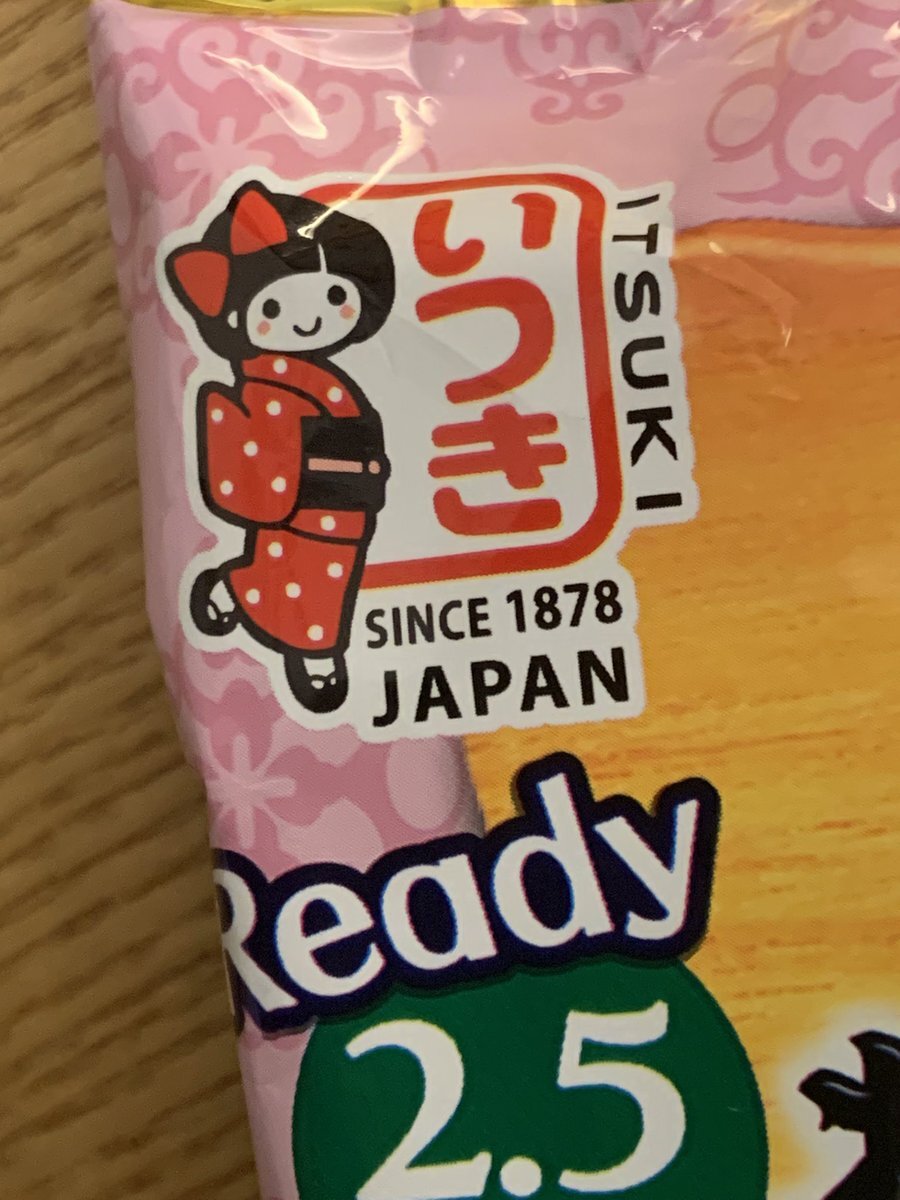 いつき
ITSUKI
SINCE 1878
JAPAN
Ready
2.5